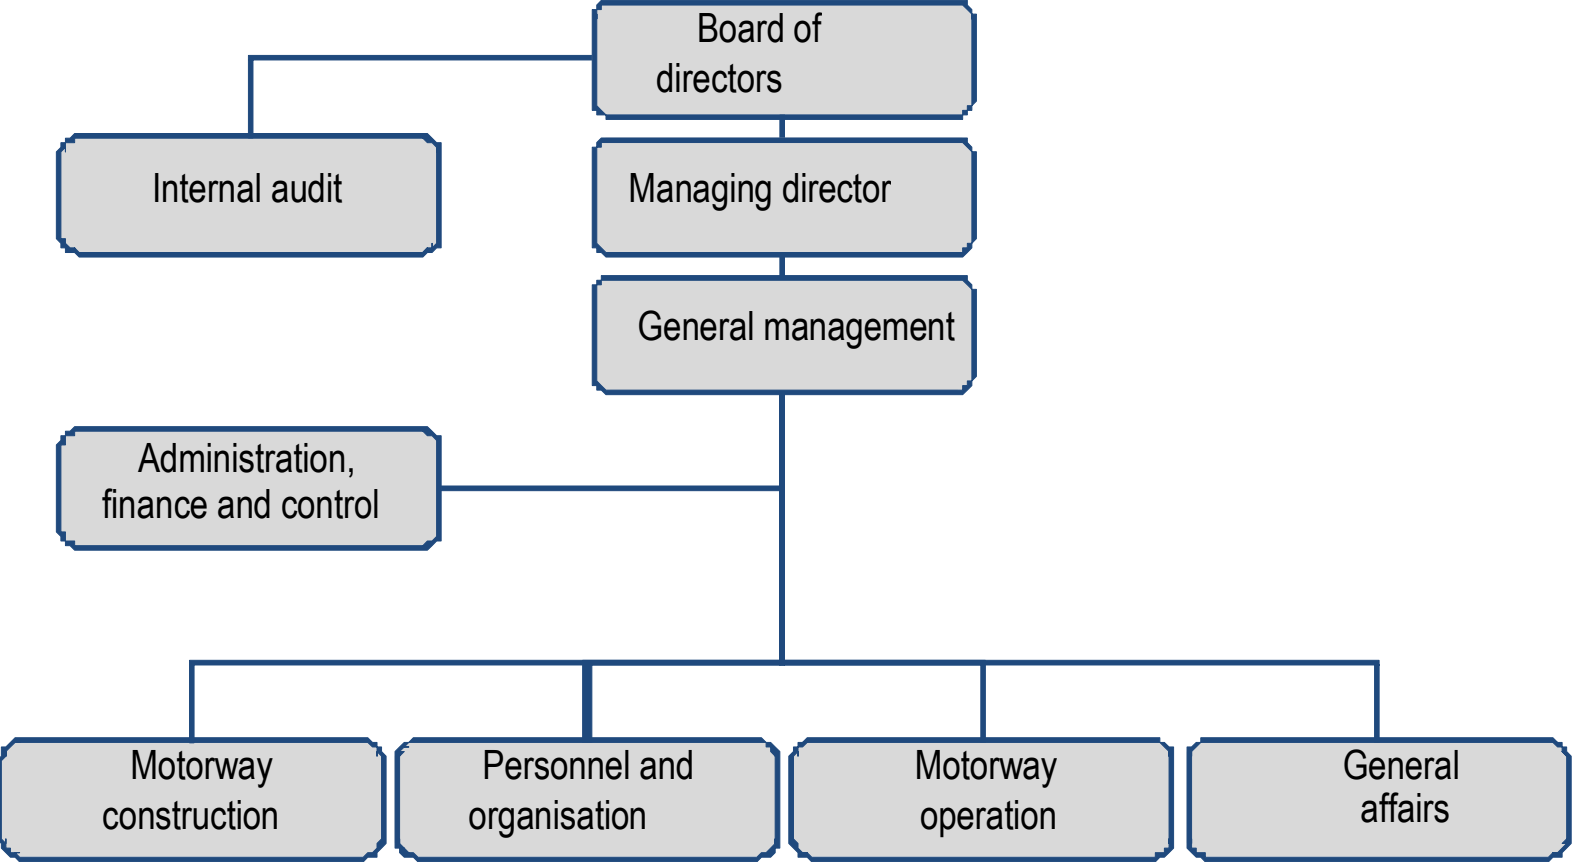 Board of
directors
Internal audit
Managing director
General management
Administration,
finance and control
Motorway
construction
Personnel and
organisation
Motorway
operation
General
affairs